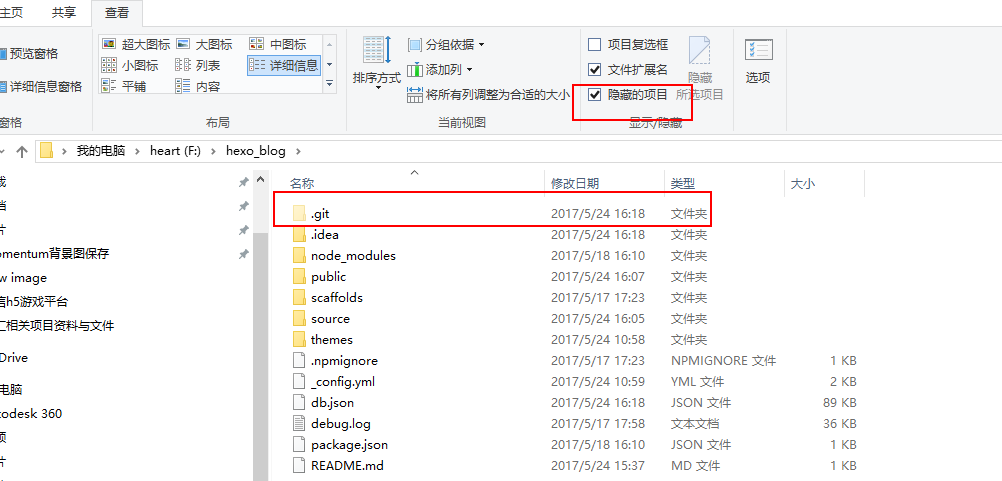 主页 共享 查看
预览窗格
详细信息窗格
窗格
超大图标 大图标 中图标
小图标 列表 详细信息
平铺 内容
布局
排序方式
分组依据
添加列
将所有列调整为合适的大小
当前视图
项目复选框
文件扩展名
隐藏的项目
隐藏
所选项目
显示/隐藏
选项
我的电脑 heart (F:) hexo_blog
名称 修改日期 类型 大小
.git 2017/5/24 16:18 文件夹
.idea 2017/5/24 16:18 文件夹
node_modules 2017/5/18 16:10 文件夹
public 2017/5/24 16:07 文件夹
scaffolds 2017/5/17 17:23 文件夹
source 2017/5/24 16:05 文件夹
themes 2017/5/24 10:58 文件夹
.npmignore 2017/5/17 17:23 NPMIGNORE 文件 1 KB
_config.yml 2017/5/24 10:59 YML 文件 2 KB
db.json 2017/5/24 16:18 JSON 文件 89 KB
debug.log 2017/5/17 17:58 文本文档 36 KB
package.json 2017/5/18 16:10 JSON 文件 1 KB
README.md 2017/5/24 15:37 MD 文件 1 KB
omentum背景图保存
w image
信h5游戏平台
汇相关项目资料与文件
Drive
电脑
todesk 360